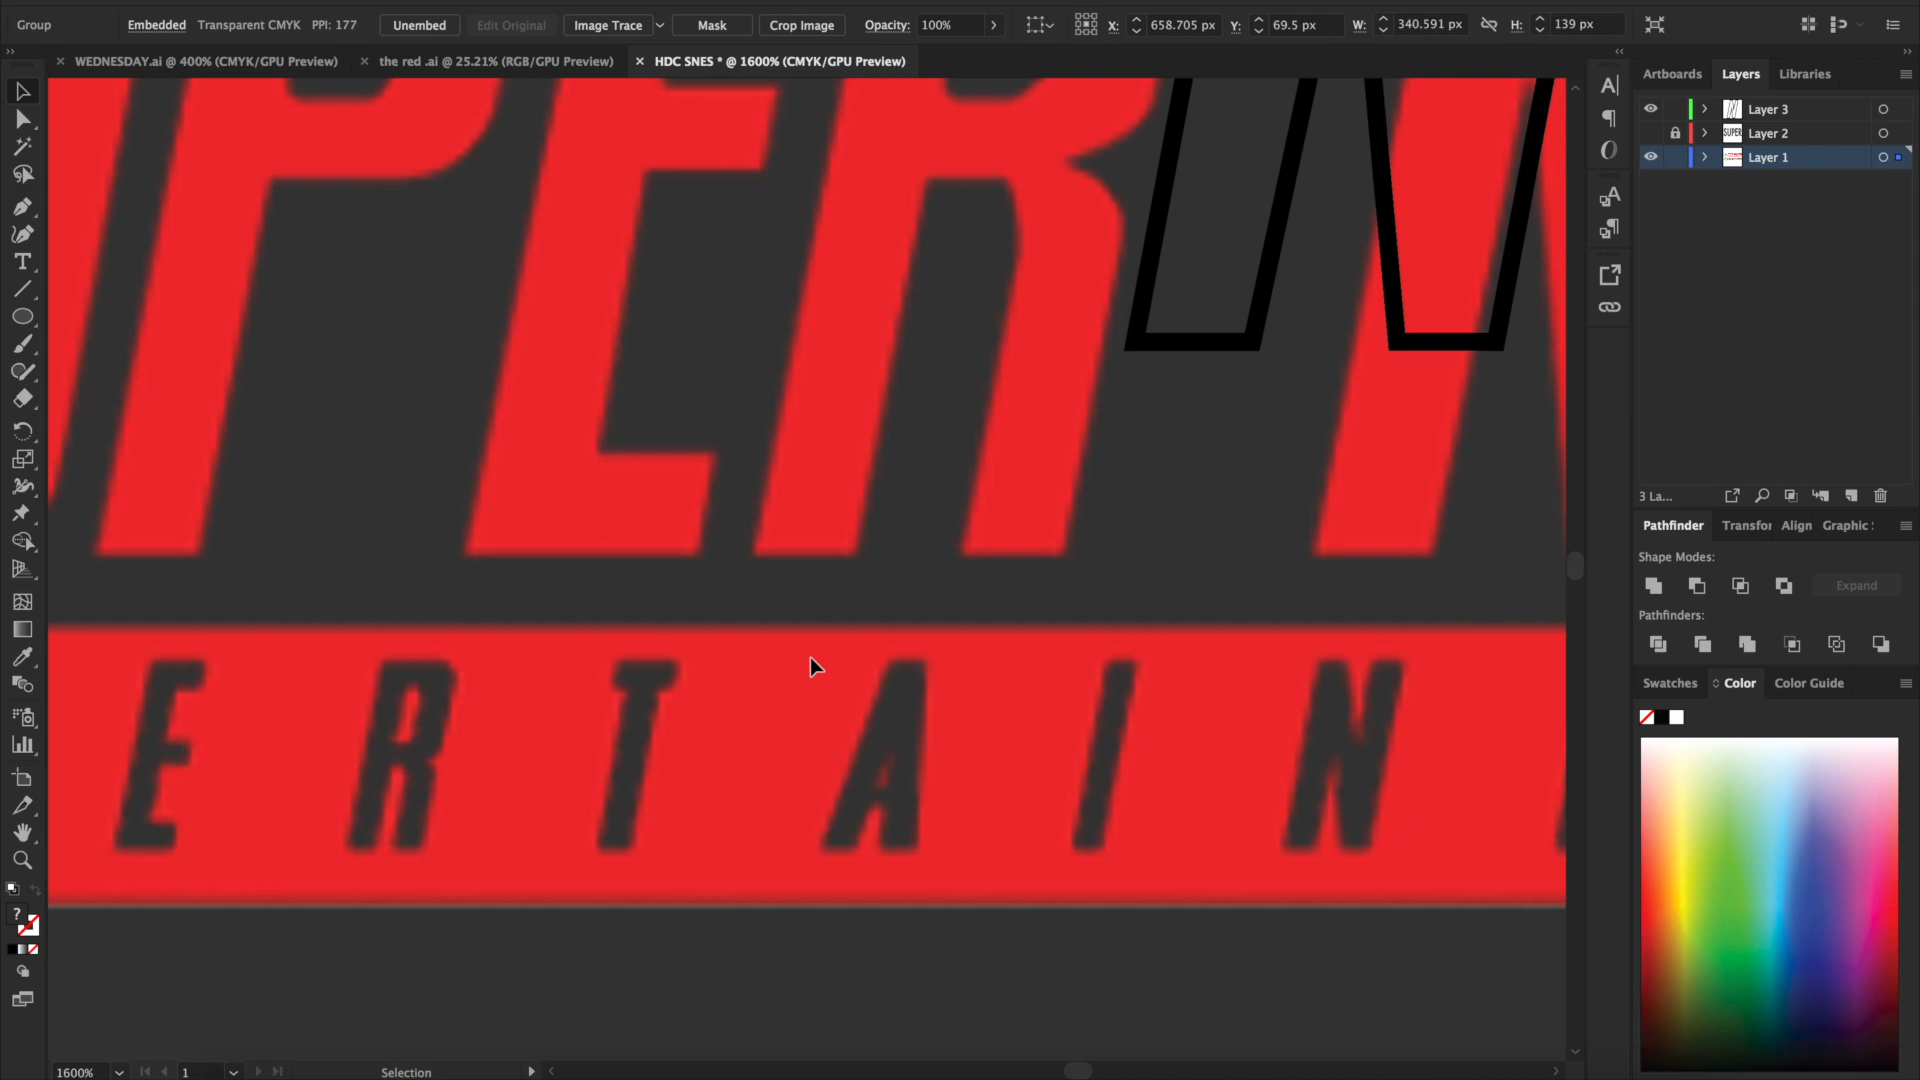 Group Embedded Transparent CMYK PPI: 177 Unembed Edit Original Image Trace Mask Crop Image Opacity: 100% X: 658.705 px Y: 69.5 px W: 340.591 px H: 139 px
WEDNESDAY.ai @ 400% (CMYK/GPU Preview) the red .ai @ 25.21% (RGB/GPU Preview) HDC SNES * @ 1600% (CMYK/GPU Preview)
Artboards Layers Libraries
Layer 3
Layer 2
Layer 1
PER N
ERTAIN
3 La...
Pathfinder Transfor Align Graphic
Shape Modes:
Expand
Pathfinders:
Swatches Color Color Guide
?
1600% 1 Selection